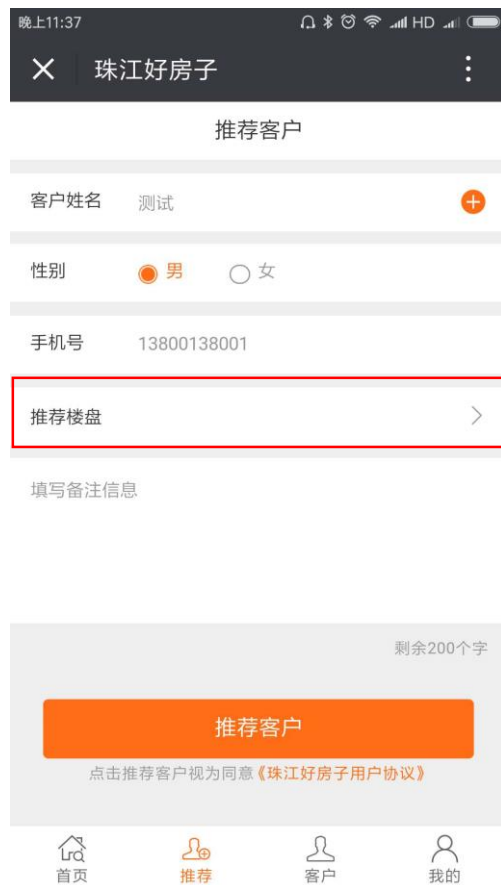 晚上11:37 HD
珠江好房子
推荐客户
客户姓名 测试
性别 男 女
手机号 13800138001
推荐楼盘
填写备注信息
剩余200个字
推荐客户
点击推荐客户视为同意《珠江好房子用户协议》
首页 推荐 客户 我的